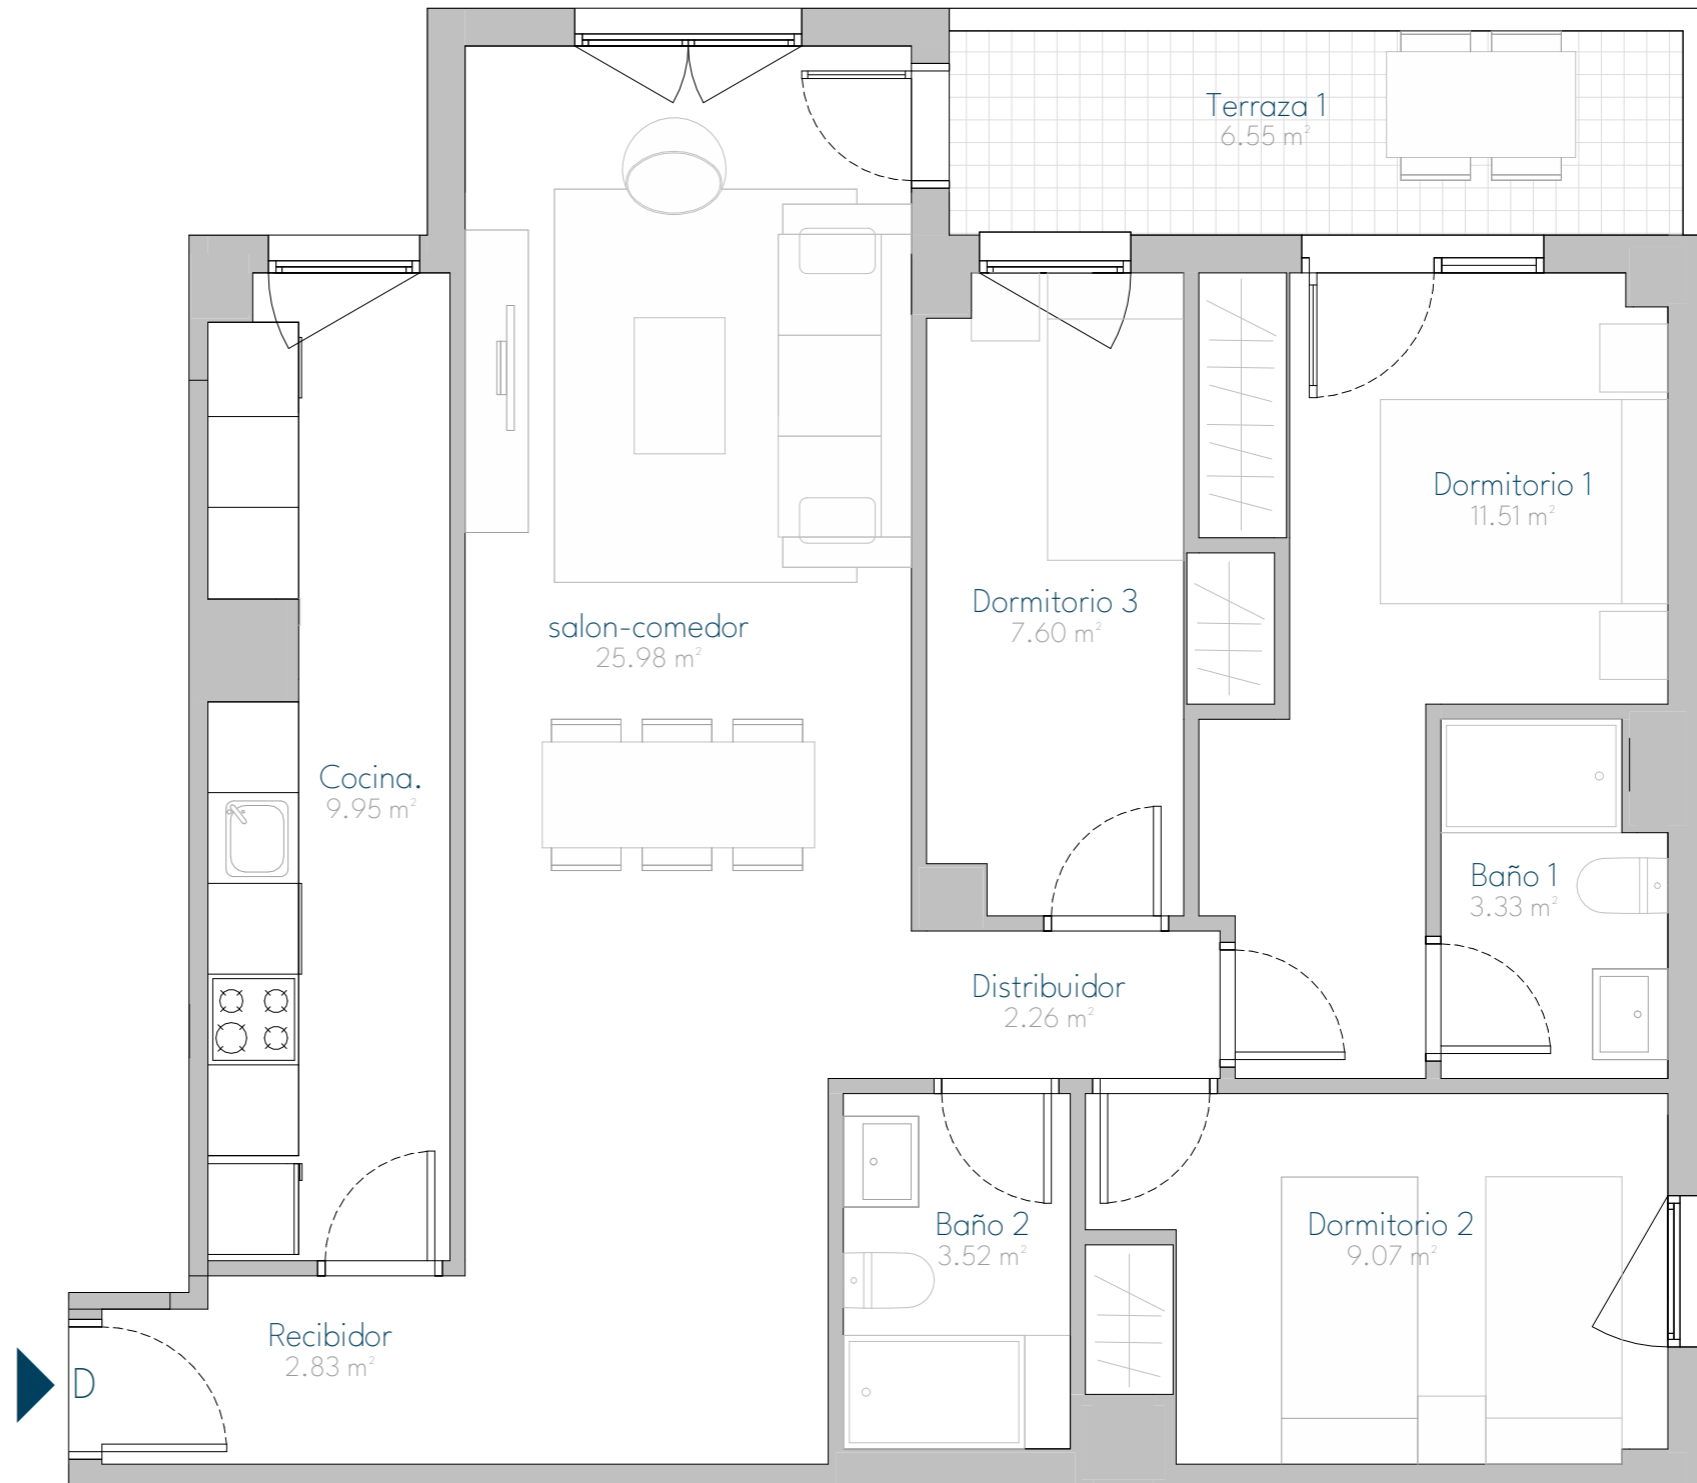 Terraza 1
6.55 m²
Dormitorio 1
11.51 m²
Dormitorio 3
7.60 m²
salon-comedor
25.98 m²
Cocina.
9.95 m²
Baño 1
3.33 m²
Distribuidor
2.26 m²
Baño 2
3.52 m²
Dormitorio 2
9.07 m²
Recibidor
2.83 m²
D